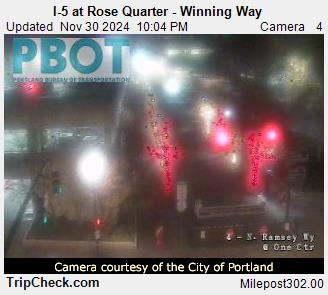 I-5 at Rose Quarter - Winning Way
Updated Nov 30 2024 10:04 PM Camera 4
PBOT
PORTLAND BUREAU OF TRANSPORTATION
4 - N. Ramsey Wy
@ One Ctr
Camera courtesy of the City of Portland
TripCheck.com Milepost302.00